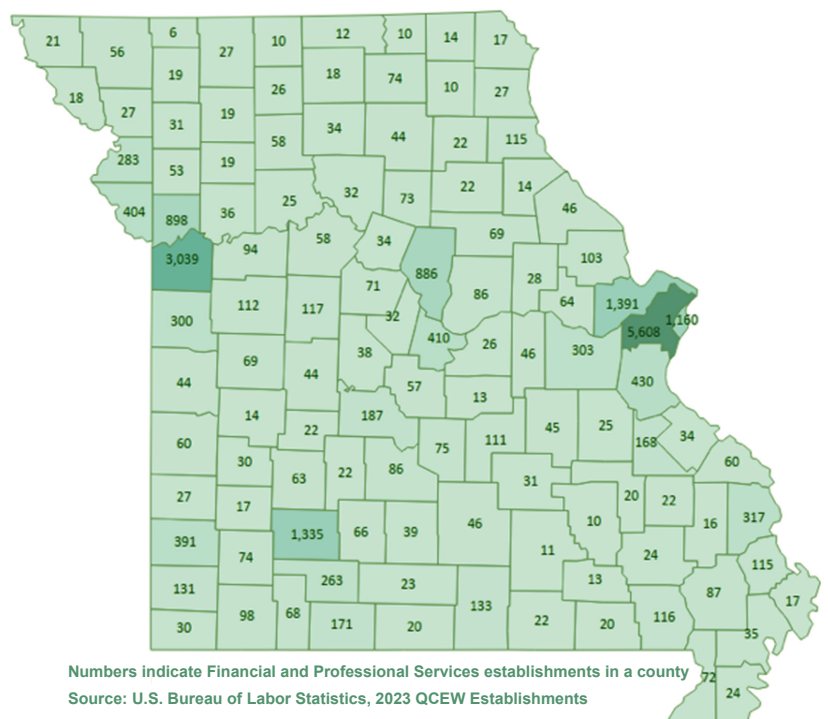 21 56 6 27 10 12 10 14 17
18 27 19 19 26 18 74 10 27
283 31 19 58 34 44 22 115
404 53 36 25 32 73 22 14 46
898 69
3,039 94 58 34 886 86 28 103
112 117 71 64 1,391 1,160
300 32 410 26 46 303 5,608
69 44 38 57 13 430
44 14 22 187 75 111 45 25 168 34
60 30 63 22 86 31 20 22 60
27 17 1,335 66 39 46 10 16 317
391 74 11 24 115
131 263 23 13 87 17
30 98 68 171 20 133 22 20 116 35
Numbers indicate Financial and Professional Services establishments in a county
72
24
Source: U.S. Bureau of Labor Statistics, 2023 QCEW Establishments